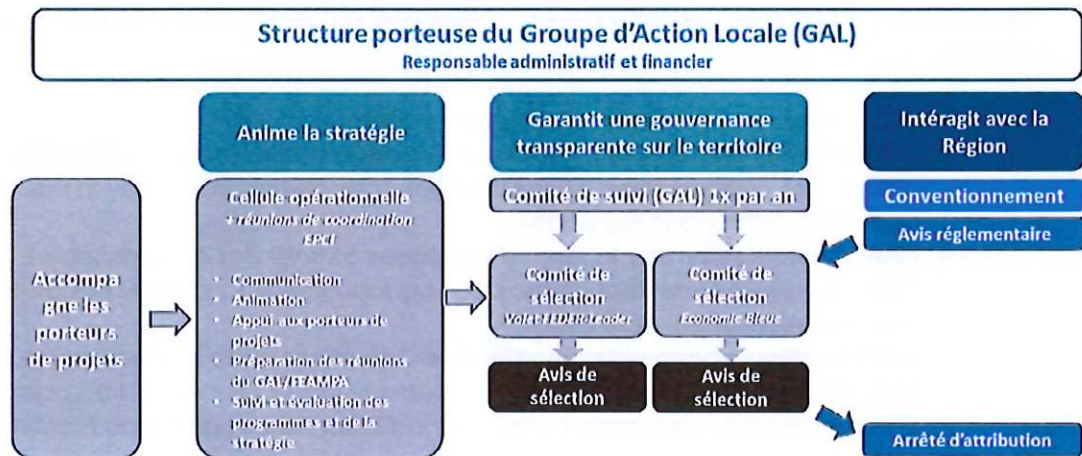 Structure porteuse du Groupe d'Action Locale (GAL)
Responsable administratif et financier
Anime la stratégie
Garantit une gouvernance
transparente sur le territoire
Intéragit avec la
Région
Accompa
gne les
porteurs
de projets
Cellule opérationnelle
+ réunions de coordination
EPCI
• Communication
• Animation
• Appui aux porteurs de
projets
• Préparation des réunions
du GAL/FEAMPA
• Suivi et évaluation des
programmes et de la
stratégie
Comité de suivi (GAL) 1x par an
Comité de
sélection
Volet FEDER-Leader
Comité de
sélection
Economie Bleue
Avis de
sélection
Avis de
sélection
Conventionnement
Avis réglementaire
Arrêté d'attribution